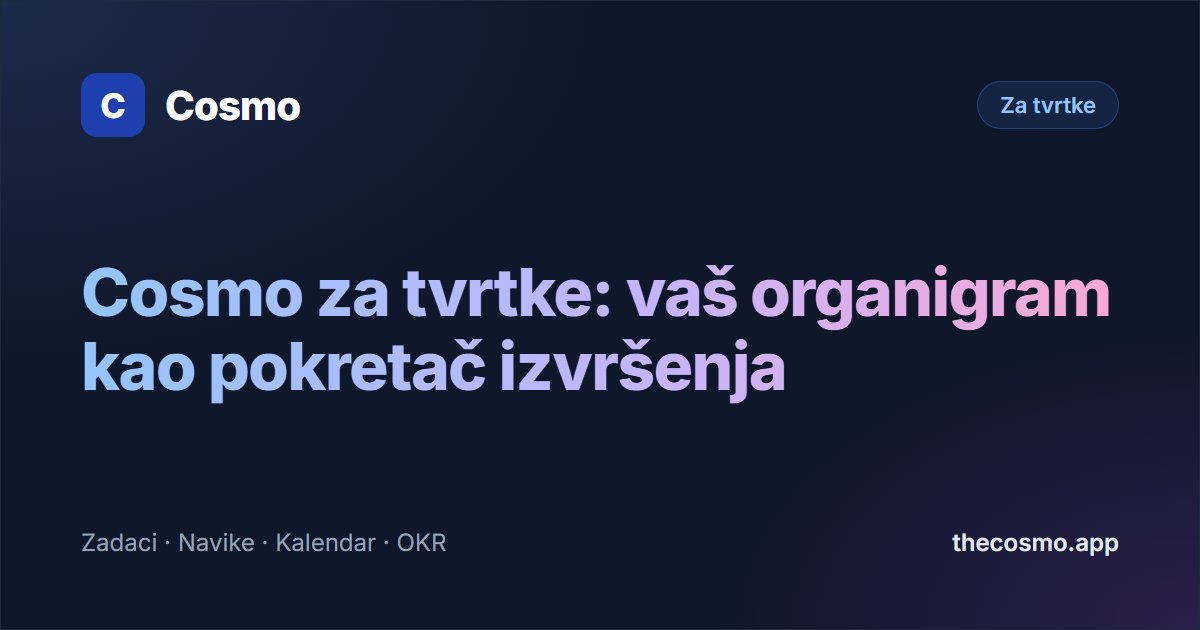 C
Cosmo
Za tvrtke
Cosmo za tvrtke: vaš organigram
kao pokretač izvršenja
Zadaci · Navike · Kalendar · OKR
thecosmo.app